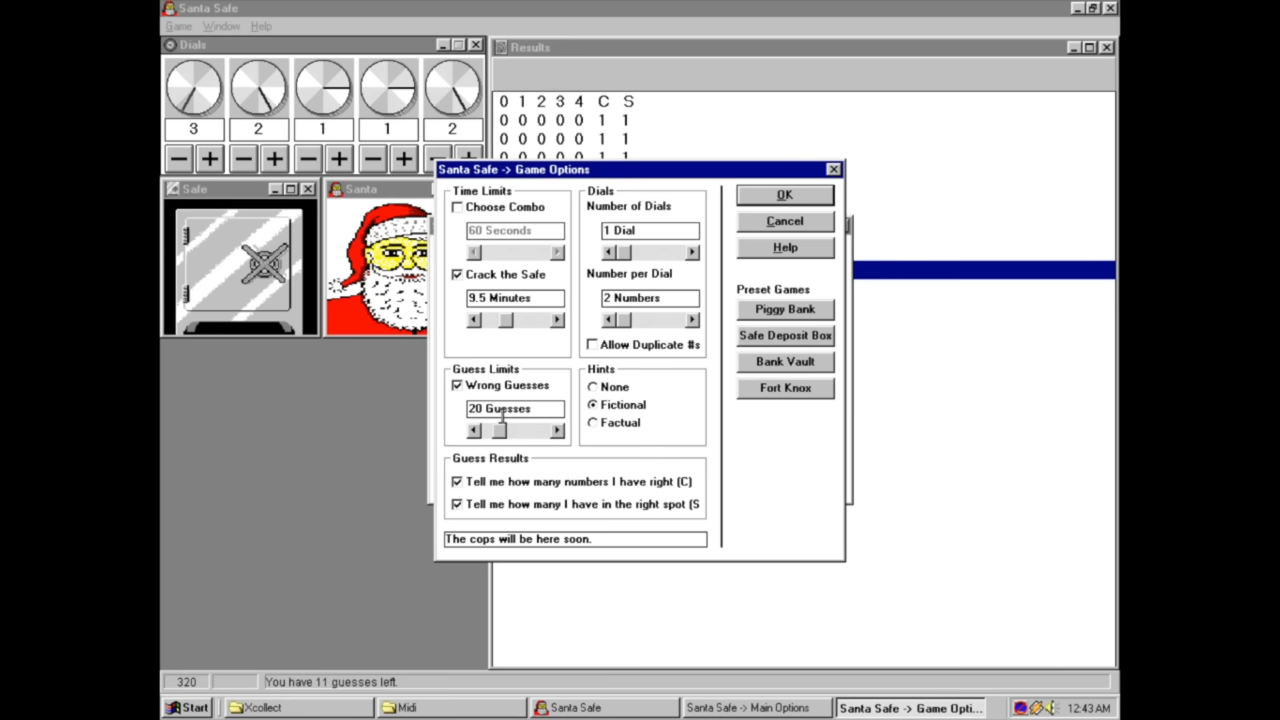 Santa Safe
Game Window Help
Dials
3 2 1 1 2
Safe
Santa
Results
0 1 2 3 4 C S
0 0 0 0 0 1 1
0 0 0 0 0 1 1
Santa Safe -> Game Options
Time Limits
Choose Combo
60 Seconds
Crack the Safe
9.5 Minutes
Dials
Number of Dials
1 Dial
Number per Dial
2 Numbers
Allow Duplicate #s
Guess Limits
Wrong Guesses
20 Guesses
Hints
None
Fictional
Factual
Guess Results
Tell me how many numbers I have right (C)
Tell me how many I have in the right spot (S
The cops will be here soon.
OK
Cancel
Help
Preset Games
Piggy Bank
Safe Deposit Box
Bank Vault
Fort Knox
320 You have 11 guesses left.
Start Xcollect Midi Santa Safe Santa Safe -> Main Options Santa Safe -> Game Opti... 12:43 AM